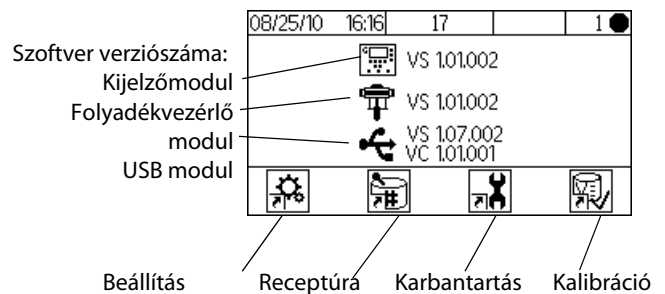 08/25/10 16:16 17 1
Szoftver verziószáma:
Kijelzőmodul
VS 1.01.002
Folyadékvezérlő
modul
VS 1.01.002
USB modul
VS 1.07.002
VC 1.01.001
#
Beállítás Receptúra Karbantartás Kalibráció